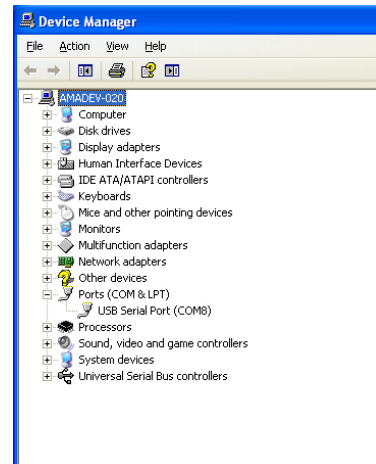 Device Manager
File Action View Help
AMADEV-020
Computer
Disk drives
Display adapters
Human Interface Devices
IDE ATA/ATAPI controllers
Keyboards
Mice and other pointing devices
Monitors
Multifunction adapters
Network adapters
Other devices
Ports (COM & LPT)
USB Serial Port (COM8)
Processors
Sound, video and game controllers
System devices
Universal Serial Bus controllers